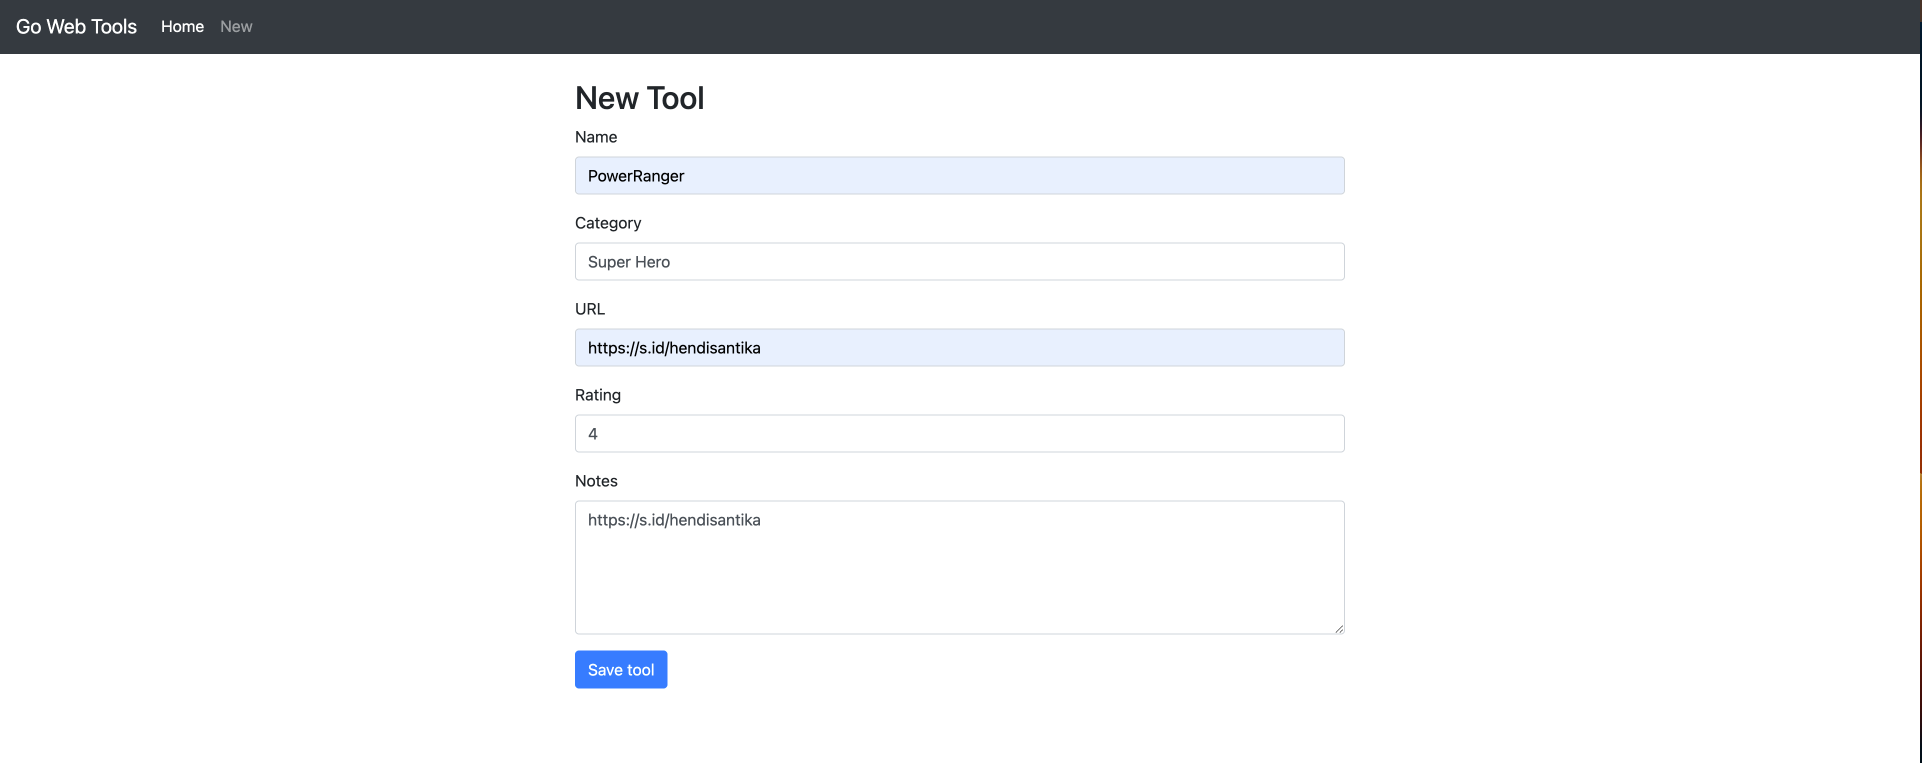 Go Web Tools Home New
New Tool
Name
PowerRanger
Category
Super Hero
URL
https://s.id/hendisantika
Rating
4
Notes
https://s.id/hendisantika
Save tool